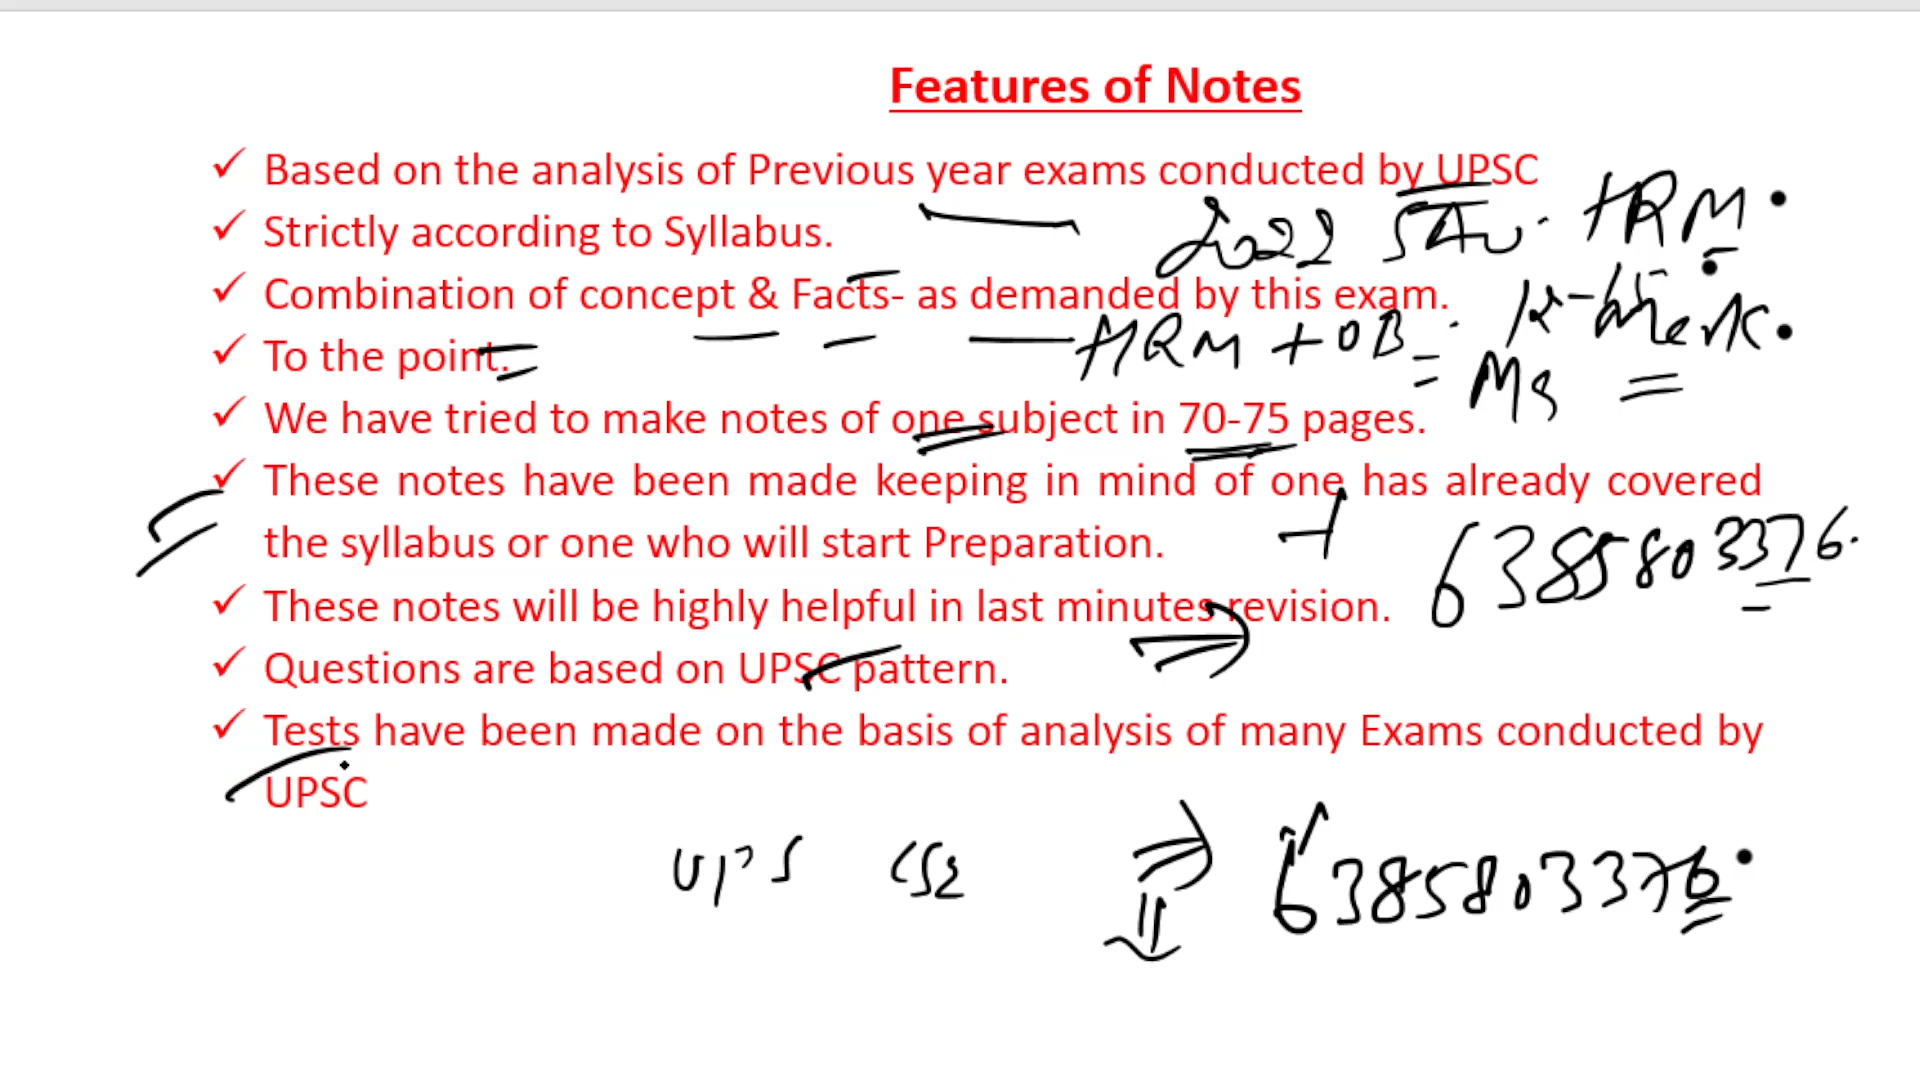 Features of Notes
✓ Based on the analysis of Previous year exams conducted by UPSC
✓ Strictly according to Syllabus.
2022 HRM.
✓ Combination of concept & Facts- as demanded by this exam.
✓ To the point.
HRM + OB
✓ We have tried to make notes of one subject in 70-75 pages.
✓ These notes have been made keeping in mind of one has already covered
the syllabus or one who will start Preparation.
6385803376.
✓ These notes will be highly helpful in last minutes revision.
✓ Questions are based on UPSC pattern.
✓ Tests have been made on the basis of analysis of many Exams conducted by
UPSC
6385803376.